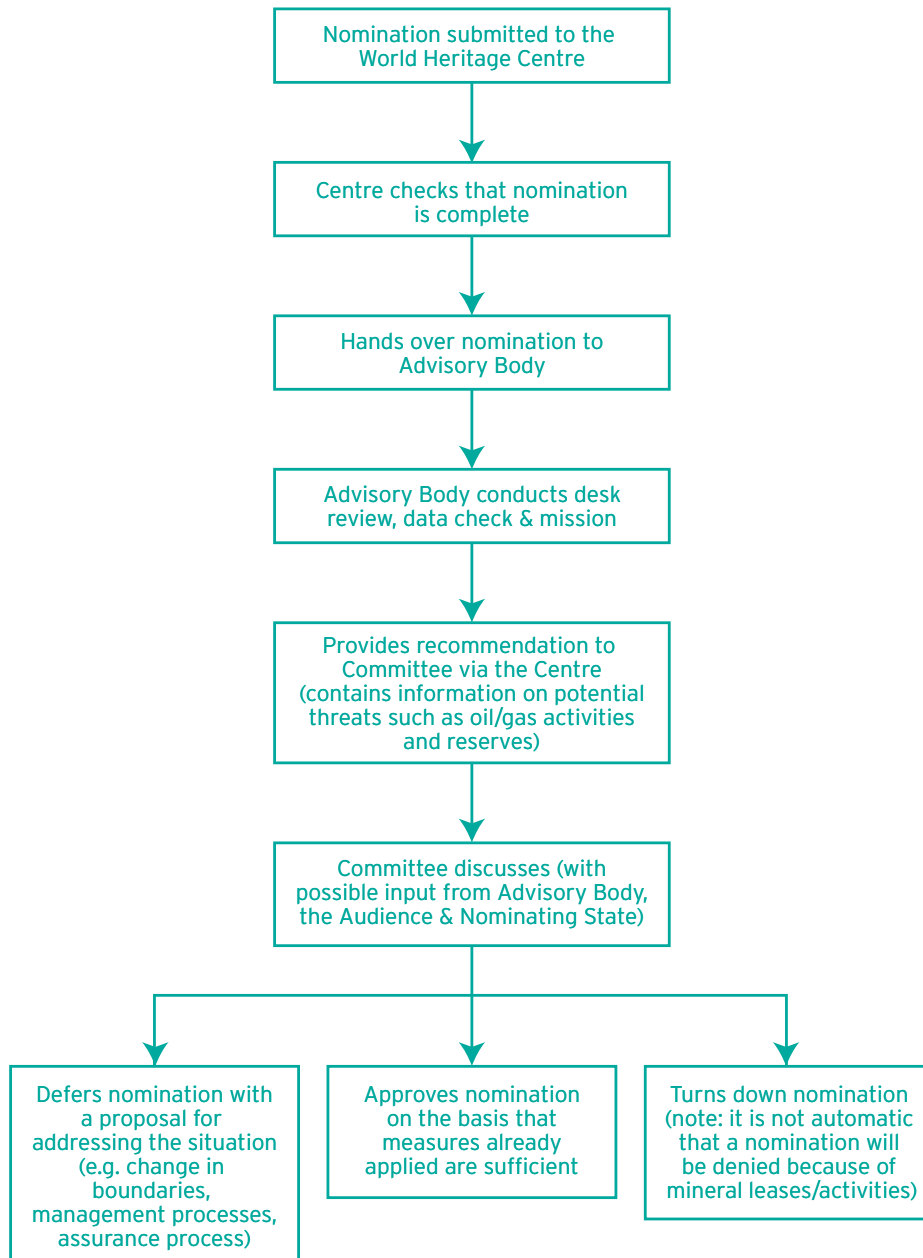 Nomination submitted to the
World Heritage Centre
Centre checks that nomination
is complete
Hands over nomination to
Advisory Body
Advisory Body conducts desk
review, data check & mission
Provides recommendation to
Committee via the Centre
(contains information on potential
threats such as oil/gas activities
and reserves)
Committee discusses (with
possible input from Advisory Body,
the Audience & Nominating State)
Defers nomination with
a proposal for
addressing the situation
(e.g. change in
boundaries,
management processes,
assurance process)
Approves nomination
on the basis that
measures already
applied are sufficient
Turns down nomination
(note: it is not automatic
that a nomination will
be denied because of
mineral leases/activities)